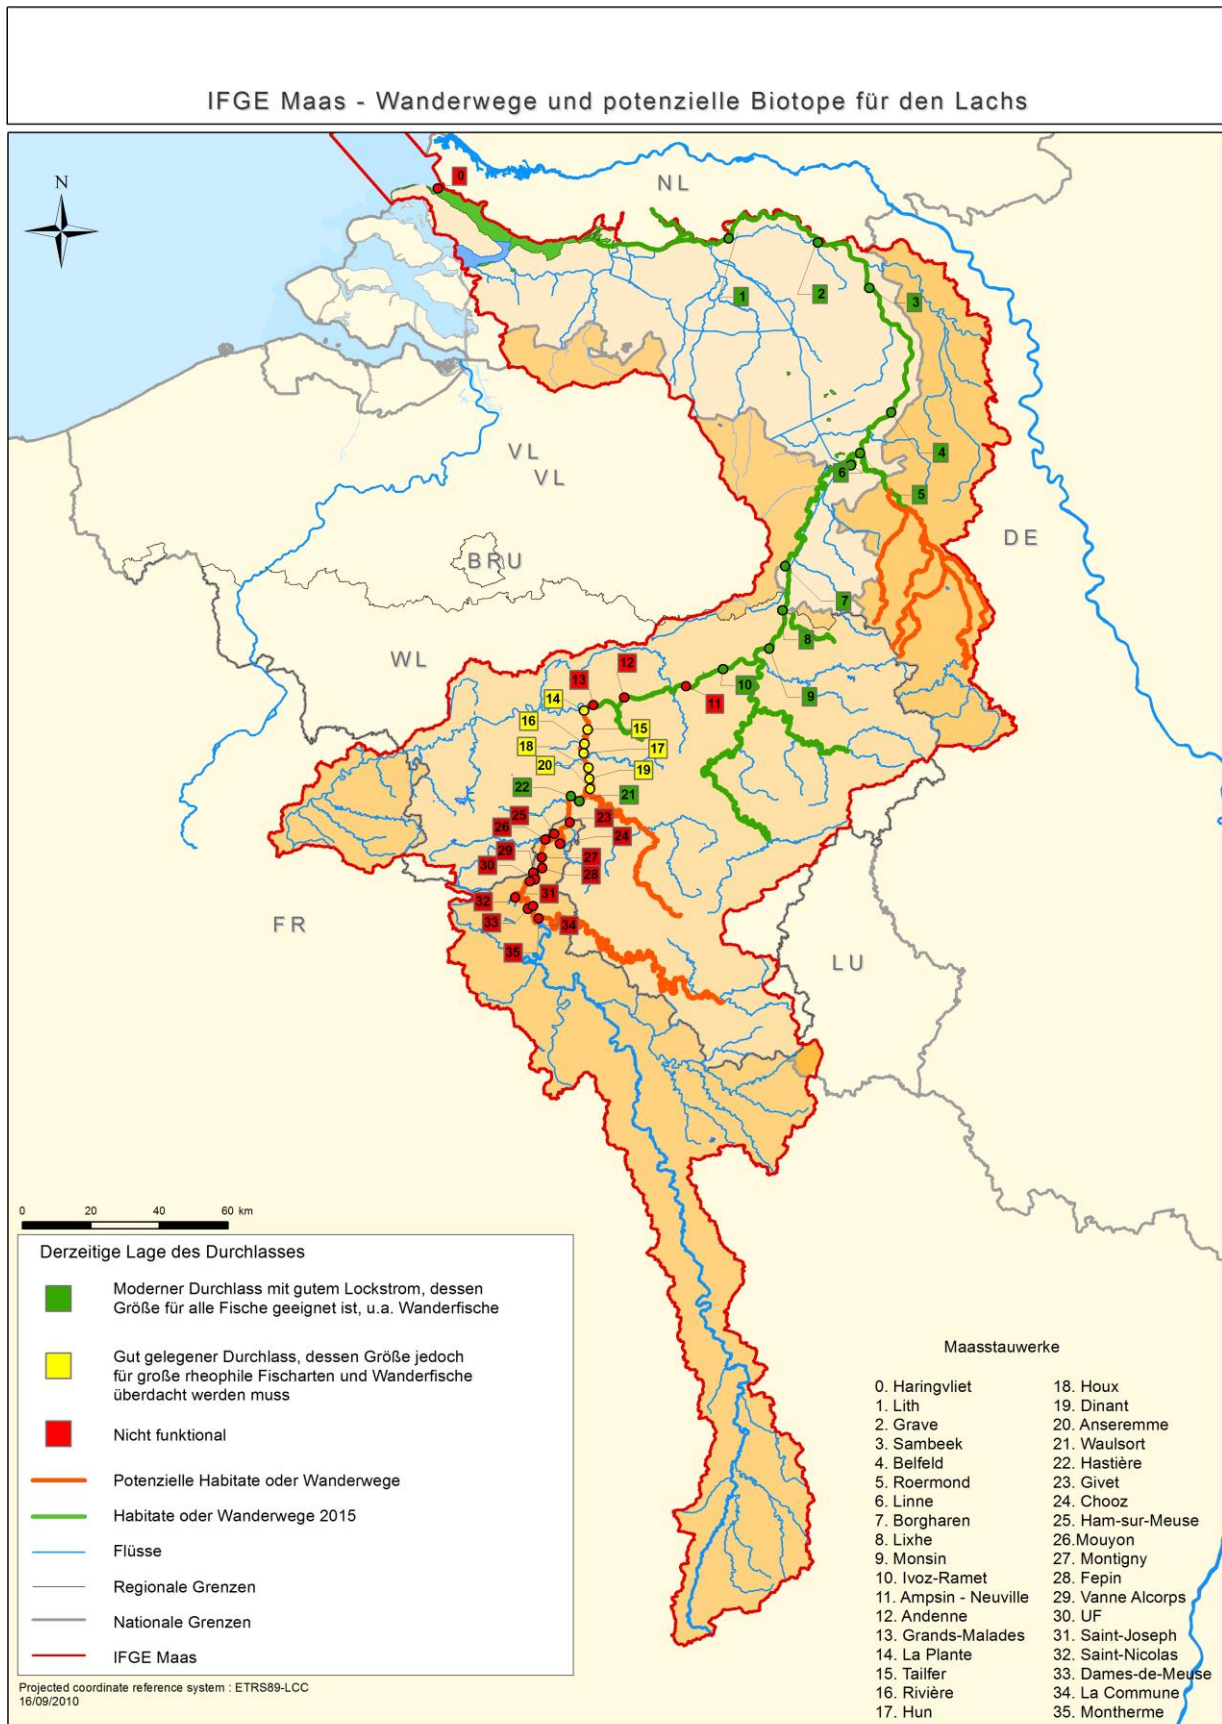 IFGE Maas - Wanderwege und potenzielle Biotope für den Lachs
N
NL
VL
VL
BRU
WL
DE
FR
LU
0
1
2
3
4
5
6
7
8
9
10
11
12
13
14
15
16
17
18
19
20
21
22
23
24
25
26
27
28
29
30
31
32
33
34
35
0 20 40 60 km
Derzeitige Lage des Durchlasses
Moderner Durchlass mit gutem Lockstrom, dessen
Größe für alle Fische geeignet ist, u.a. Wanderfische
Gut gelegener Durchlass, dessen Größe jedoch
für große rheophile Fischarten und Wanderfische
überdacht werden muss
Nicht funktional
Potenzielle Habitate oder Wanderwege
Habitate oder Wanderwege 2015
Flüsse
Regionale Grenzen
Nationale Grenzen
IFGE Maas
Projected coordinate reference system : ETRS89-LCC
16/09/2010
Maasstauwerke
0. Haringvliet
1. Lith
2. Grave
3. Sambeek
4. Belfeld
5. Roermond
6. Linne
7. Borgharen
8. Lixhe
9. Monsin
10. Ivoz-Ramet
11. Ampsin - Neuville
12. Andenne
13. Grands-Malades
14. La Plante
15. Tailfer
16. Rivière
17. Hun
18. Houx
19. Dinant
20. Anseremme
21. Waulsort
22. Hastière
23. Givet
24. Chooz
25. Ham-sur-Meuse
26.Mouyon
27. Montigny
28. Fepin
29. Vanne Alcorps
30. UF
31. Saint-Joseph
32. Saint-Nicolas
33. Dames-de-Meuse
34. La Commune
35. Montherme